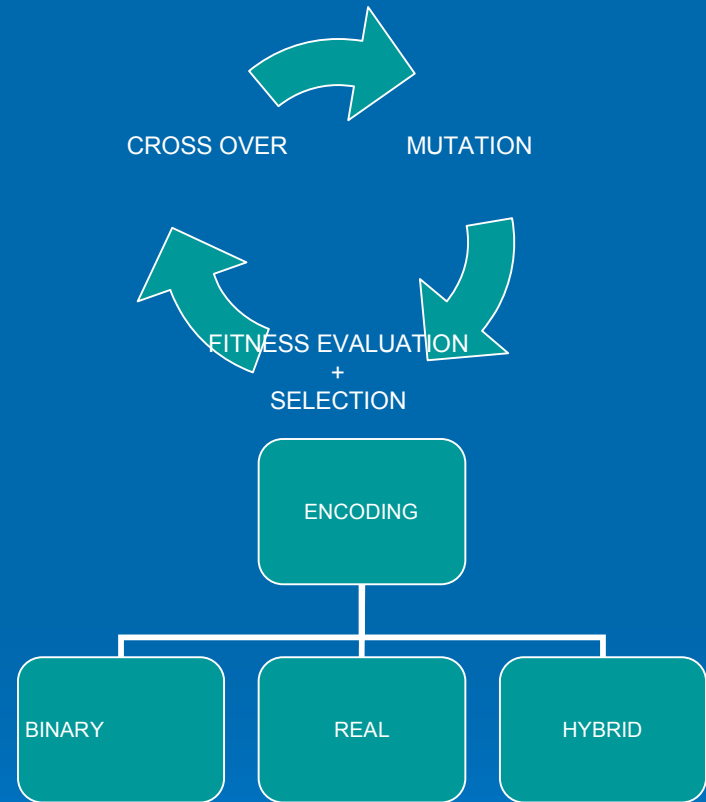 CROSS OVER
MUTATION
FITNESS EVALUATION
+
SELECTION
ENCODING
BINARY
REAL
HYBRID